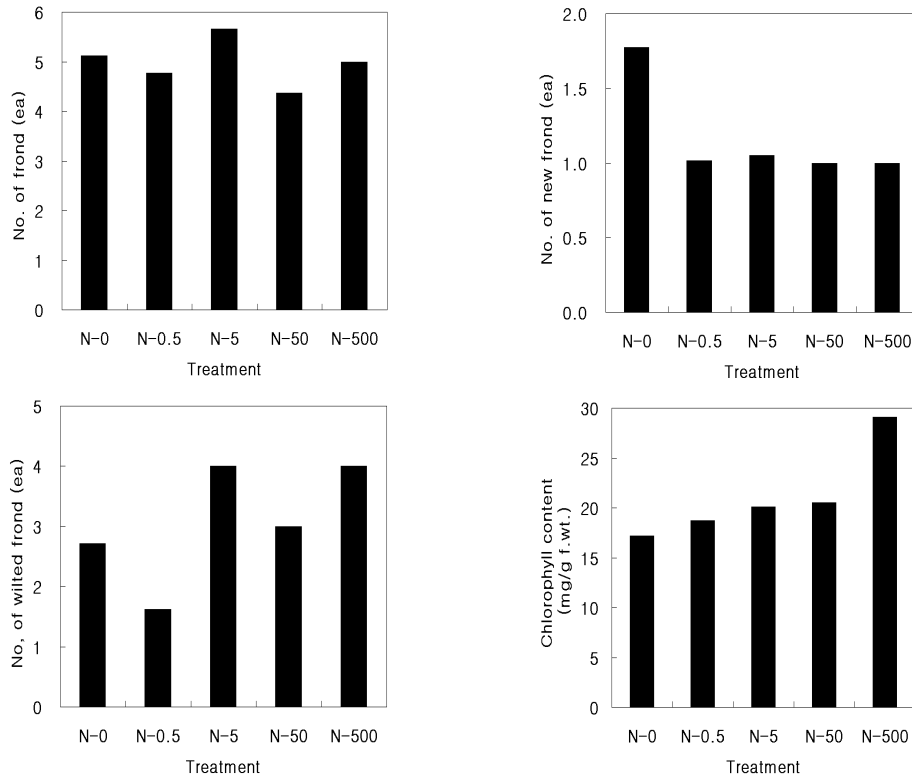 No. of frond (ea)
6
5
4
3
2
1
0
N-0 N-0.5 N-5 N-50 N-500
Treatment
No. of new frond (ea)
2.0
1.5
1.0
0.5
0.0
N-0 N-0.5 N-5 N-50 N-500
Treatment
No, of wilted frond (ea)
5
4
3
2
1
0
N-0 N-0.5 N-5 N-50 N-500
Treatment
Chlorophyll content
(mg/g f.wt.)
30
25
20
15
10
5
0
N-0 N-0.5 N-5 N-50 N-500
Treatment